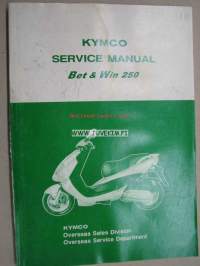 KYMCO
SERVICE MANUAL
Bet & Win 250
KYMCO
Overseas Sales Division
Overseas Service Department